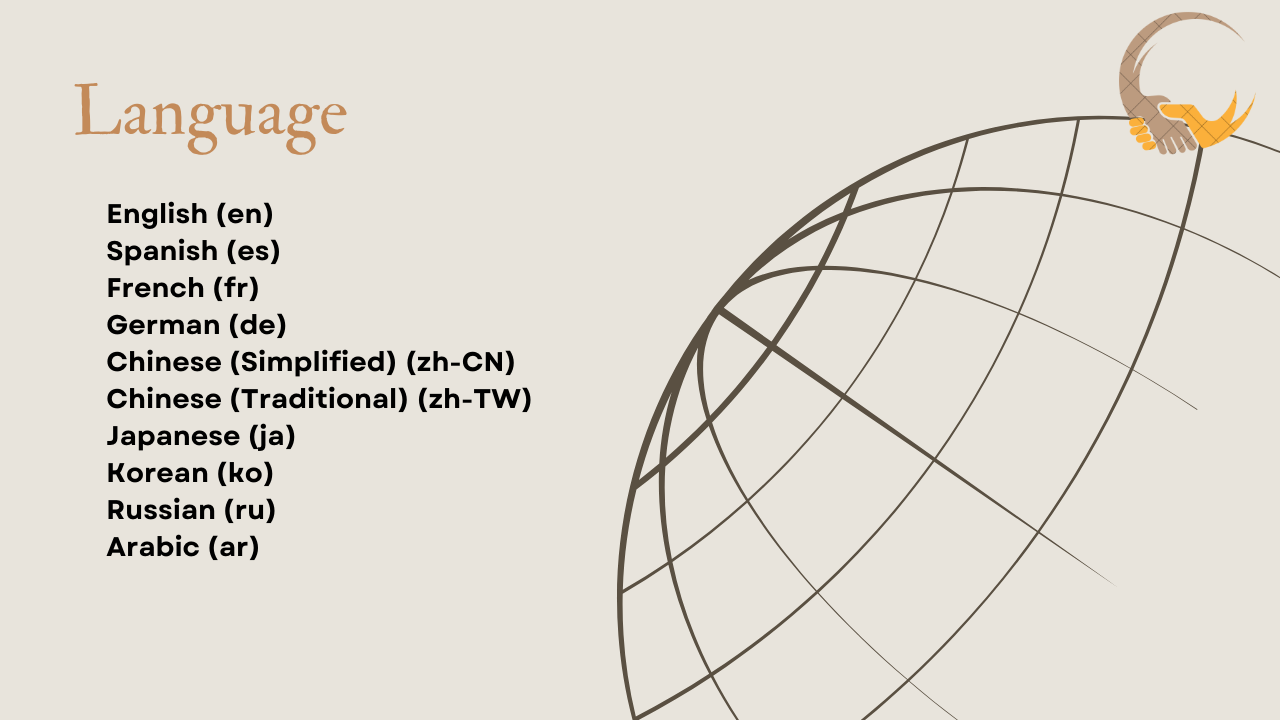 Language
English (en)
Spanish (es)
French (fr)
German (de)
Chinese (Simplified) (zh-CN)
Chinese (Traditional) (zh-TW)
Japanese (ja)
Korean (ko)
Russian (ru)
Arabic (ar)